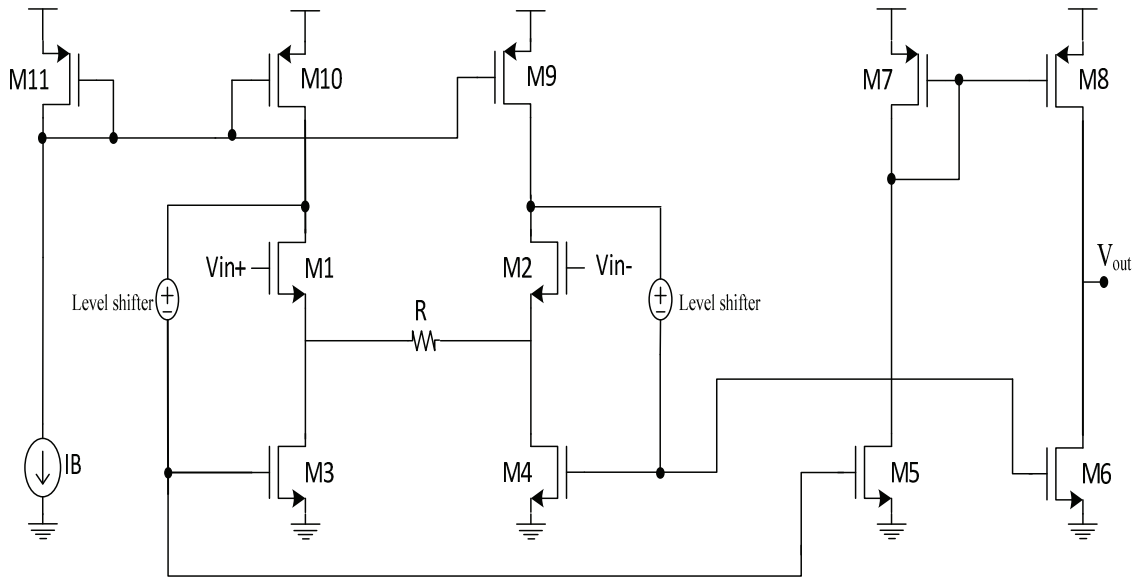 M11
M10
M9
M7
M8
Vin+
M1
M2
Vin-
Vout
Level shifter
R
Level shifter
IB
M3
M4
M5
M6